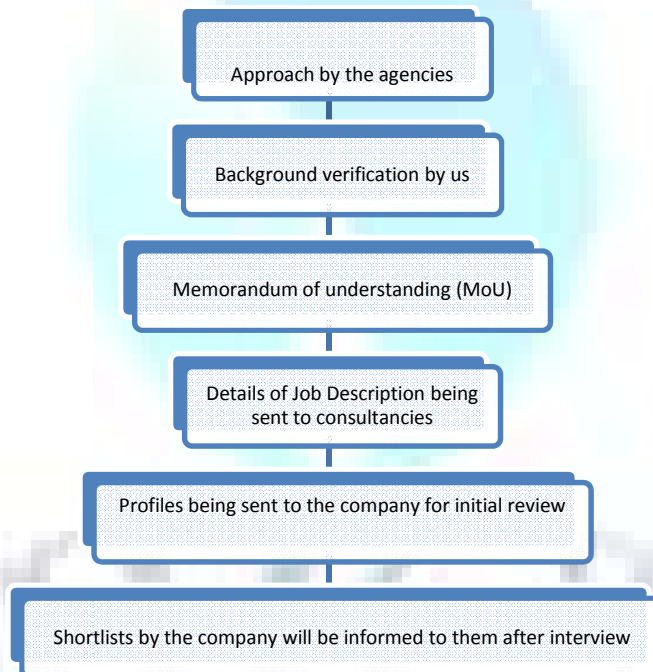 Approach by the agencies
Background verification by us
Memorandum of understanding (MoU)
Details of Job Description being
sent to consultancies
Profiles being sent to the company for initial review
Shortlists by the company will be informed to them after interview